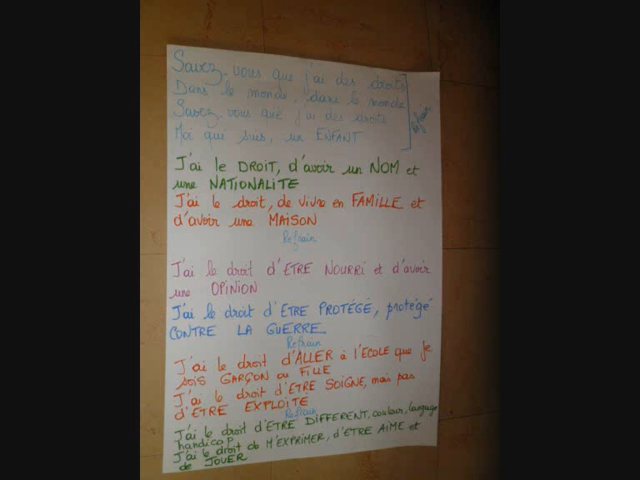 Savez-vous que j'ai des droits
Dans le monde, dans le monde
Savez-vous que j'ai des droits
Moi que suis, un ENFANT
Refrain
J'ai le DROIT, d'avoir un NOM et
une NATIONALITE
J'ai le droit, de vivre en FAMILLE et
d'avoir une MAISON
Refrain
J'ai le droit d'ETRE NOURRI et d'avoir
une OPINION
J'ai le droit d'ETRE PROTÉGÉ, protégé
CONTRE LA GUERRE
Refrain
J'ai le droit d'ALLER à l'ECOLE que je
sois GARÇON ou FILLE
J'ai le droit d'ETRE SOIGNE, mais pas
d'ETRE EXPLOITE
Refrain
J'ai le droit d'ETRE DIFFERENT, couleur, langage
handicap
J'ai le droit de M'EXPRIMER, d'ETRE AIME et
de JOUER